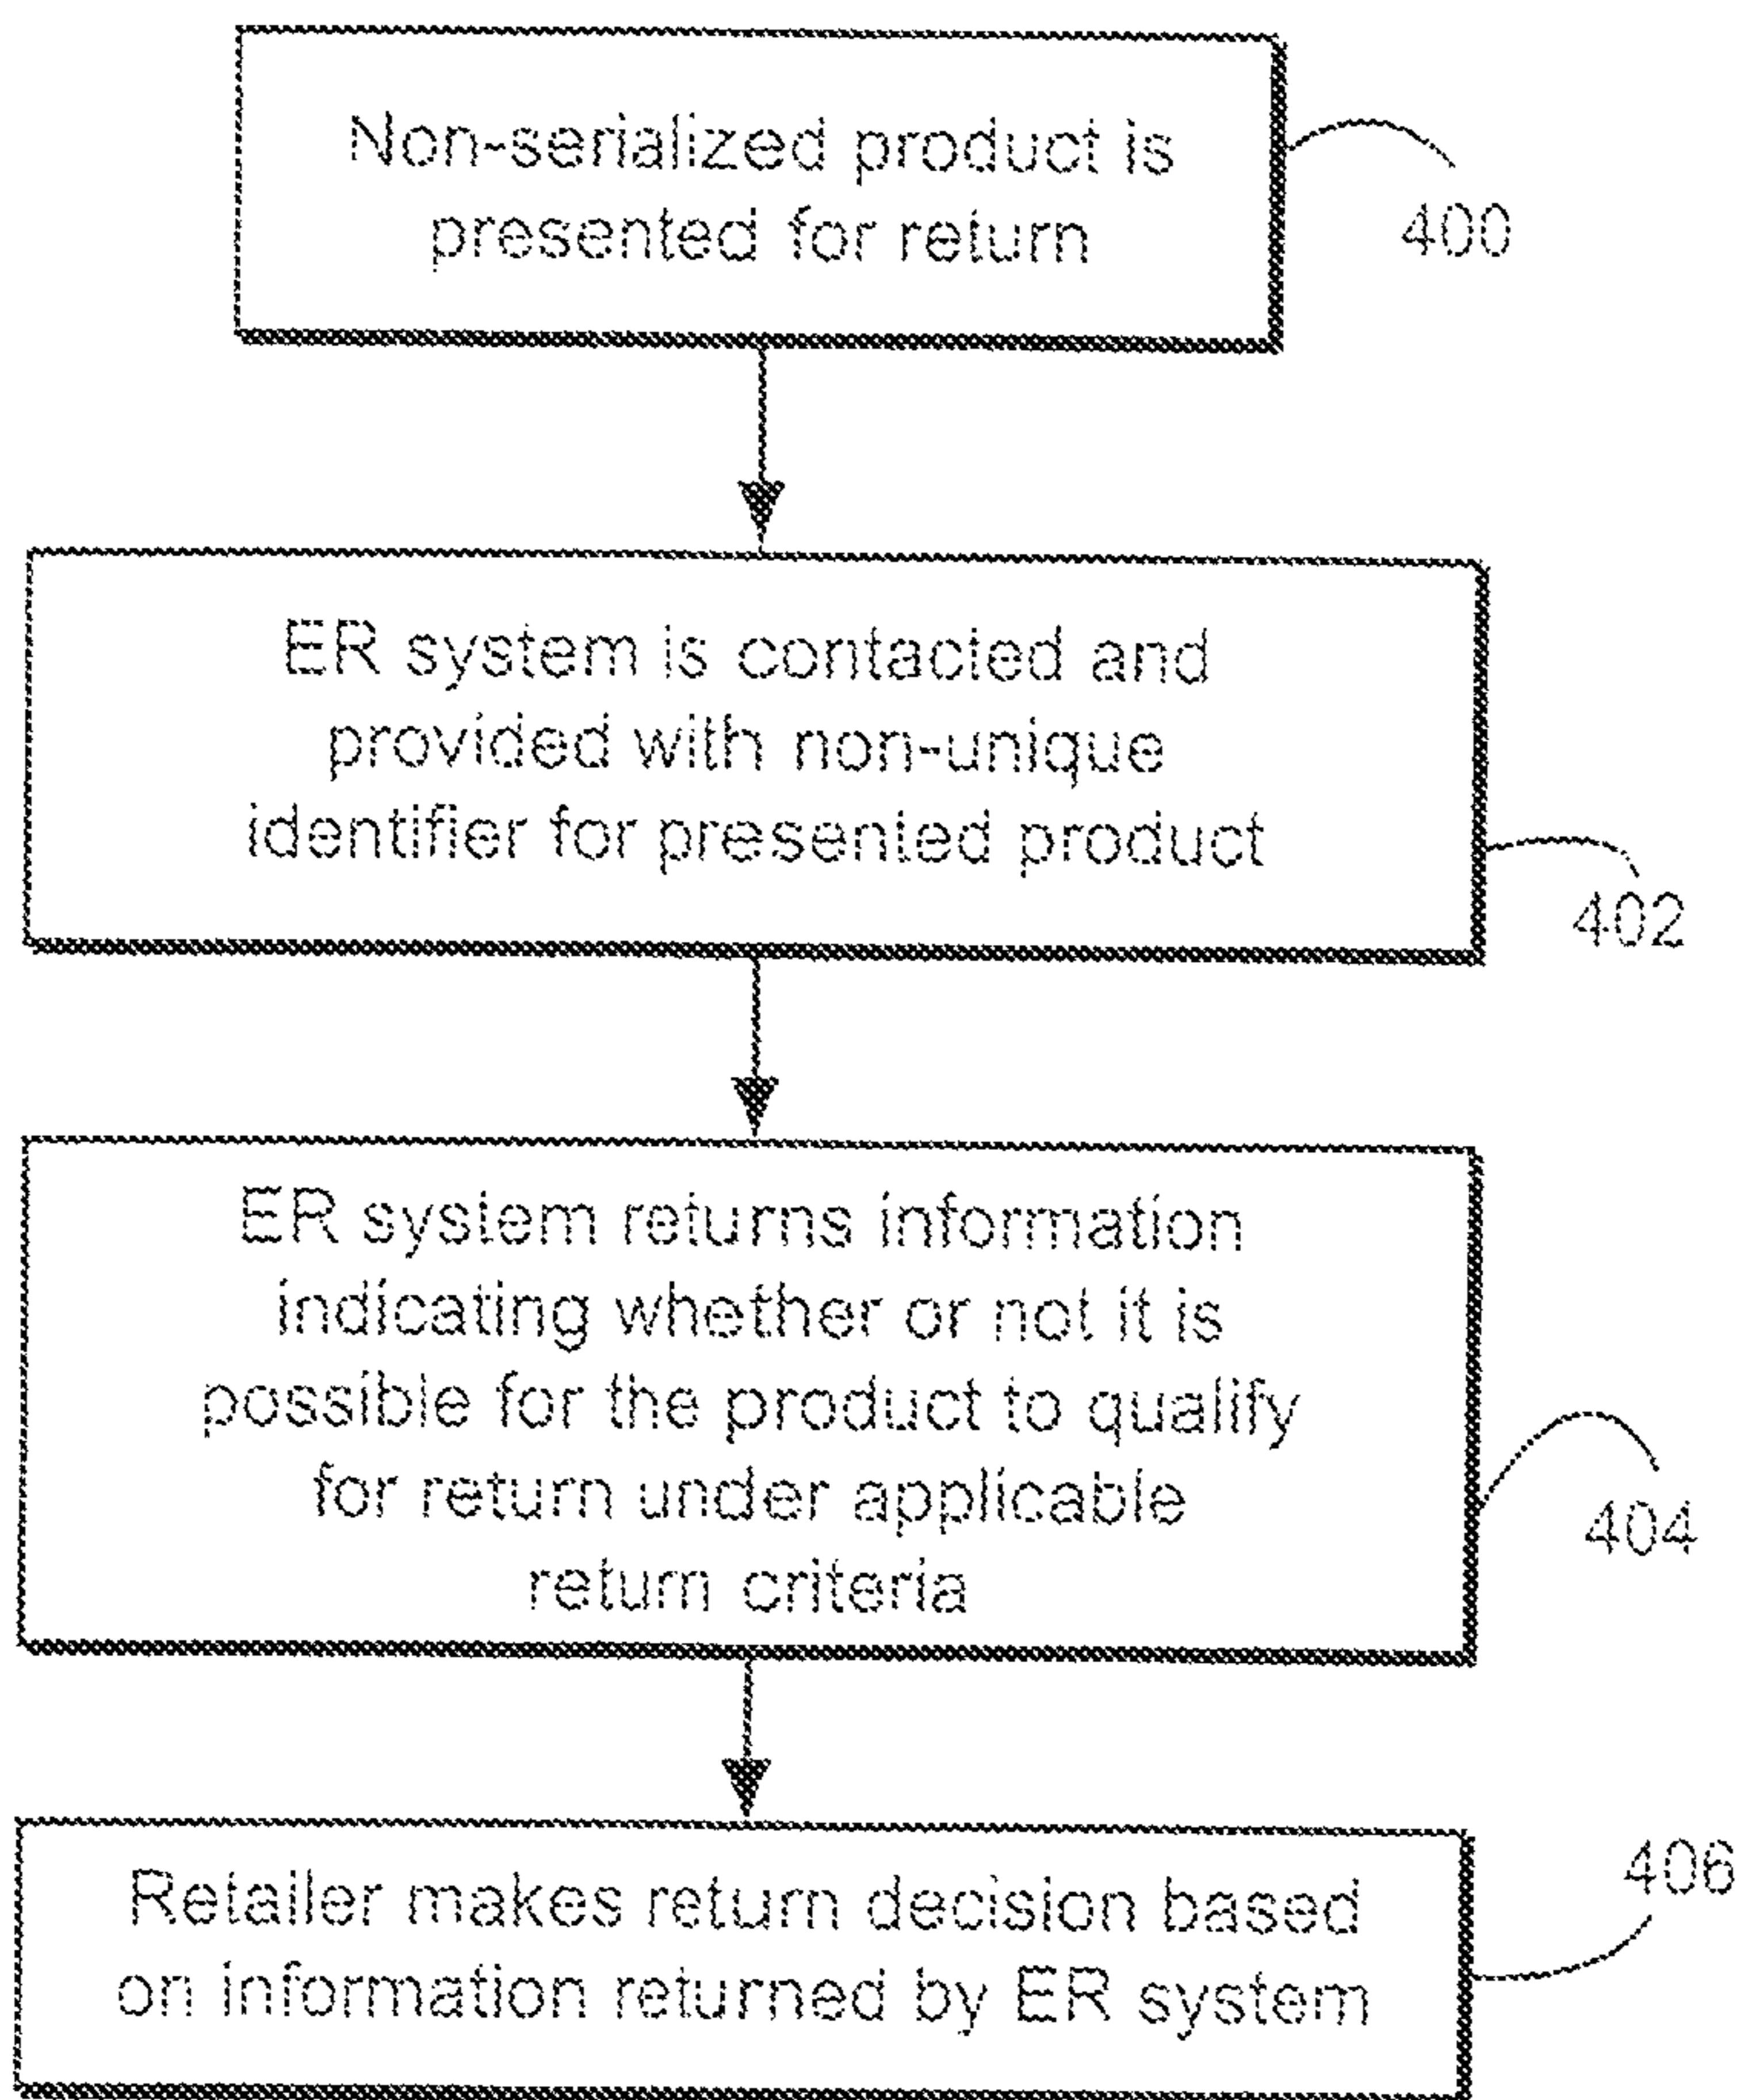 Non-serialized product is
presented for return
400
ER system is contacted and
provided with non-unique
identifier for presented product
402
ER system returns information
indicating whether or not it is
possible for the product to qualify
for return under applicable
return criteria
404
406
Retailer makes return decision based
on information returned by ER system